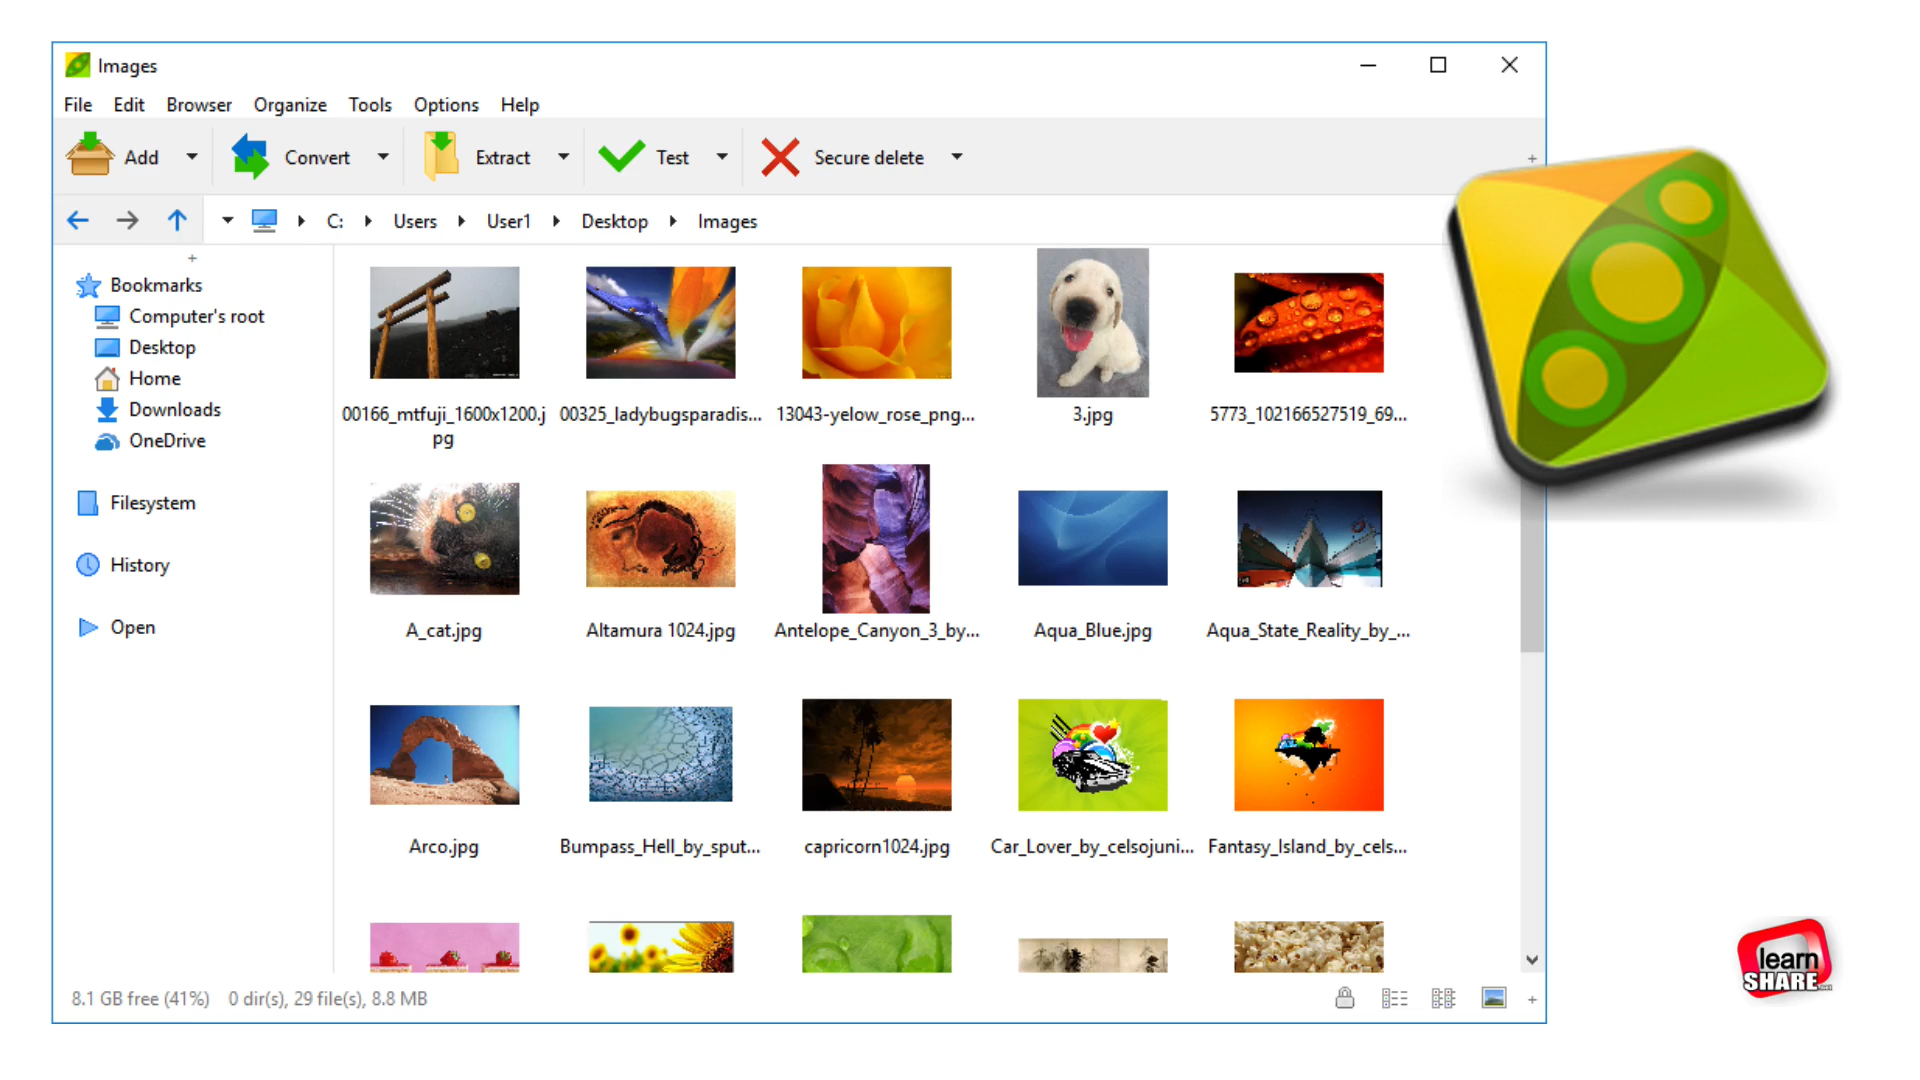 Images
File Edit Browser Organize Tools Options Help
Add Convert Extract Test Secure delete
C: Users User1 Desktop Images
Bookmarks
Computer's root
Desktop
Home
Downloads
OneDrive
Filesystem
History
Open
00166_mtfuji_1600x1200.j
pg
00325_ladybugsparadis...
13043-yelow_rose_png...
3.jpg
5773_102166527519_69...
A_cat.jpg
Altamura 1024.jpg
Antelope_Canyon_3_by...
Aqua_Blue.jpg
Aqua_State_Reality_by_...
Arco.jpg
Bumpass_Hell_by_sput...
capricorn1024.jpg
Car_Lover_by_celsojuni...
Fantasy_Island_by_cels...
8.1 GB free (41%) 0 dir(s), 29 file(s), 8.8 MB
learn
SHARE